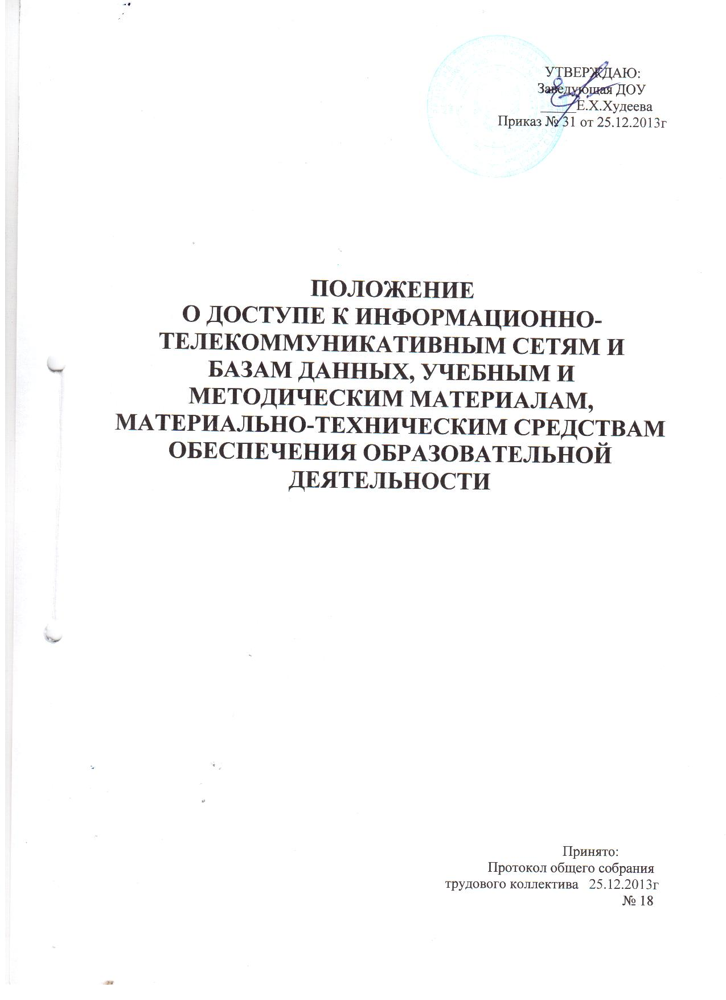 УТВЕРЖДАЮ:
Заведующая ДОУ
_____Е.Х.Худеева
Приказ № 31 от 25.12.2013г
ПОЛОЖЕНИЕ
О ДОСТУПЕ К ИНФОРМАЦИОННО-
ТЕЛЕКОММУНИКАТИВНЫМ СЕТЯМ И
БАЗАМ ДАННЫХ, УЧЕБНЫМ И
МЕТОДИЧЕСКИМ МАТЕРИАЛАМ,
МАТЕРИАЛЬНО-ТЕХНИЧЕСКИМ СРЕДСТВАМ
ОБЕСПЕЧЕНИЯ ОБРАЗОВАТЕЛЬНОЙ
ДЕЯТЕЛЬНОСТИ
Принято:
Протокол общего собрания
трудового коллектива 25.12.2013г
№ 18